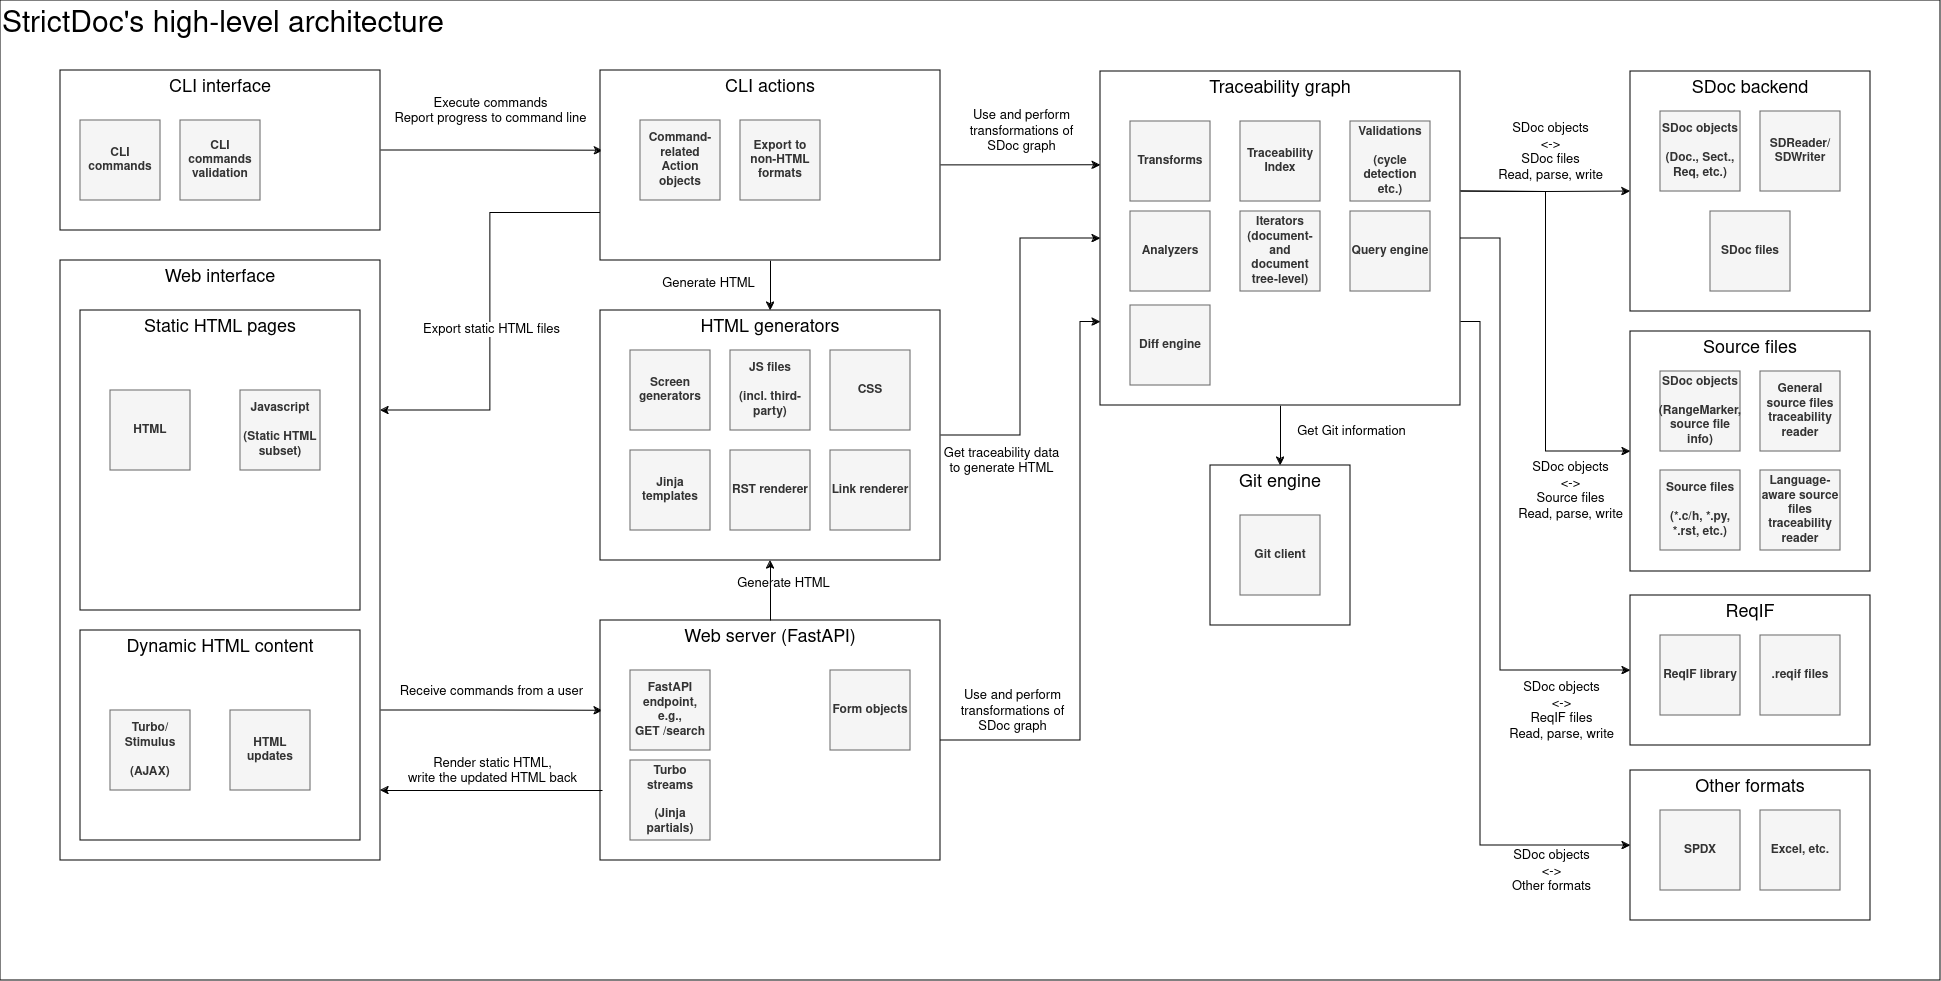 StrictDoc's high-level architecture
CLI interface
CLI
commands
CLI
commands
validation
Execute commands
Report progress to command line
CLI actions
Command-
related
Action
objects
Export to
non-HTML
formats
Use and perform
transformations of
SDoc graph
Traceability graph
Transforms
Traceability
Index
Validations
(cycle
detection
etc.)
Analyzers
Iterators
(document-
and
document
tree-level)
Query engine
Diff engine
SDoc objects
<->
SDoc files
Read, parse, write
SDoc backend
SDoc objects
(Doc., Sect.,
Req, etc.)
SDReader/
SDWriter
SDoc files
Web interface
Static HTML pages
HTML
Javascript
(Static HTML
subset)
Export static HTML files
Generate HTML
HTML generators
Screen
generators
JS files
(incl. third-
party)
CSS
Jinja
templates
RST renderer
Link renderer
Get traceability data
to generate HTML
Get Git information
Git engine
Git client
Source files
SDoc objects
(RangeMarker,
source file
info)
General
source files
traceability
reader
Source files
(*.c/h, *.py,
*.rst, etc.)
Language-
aware source
files
traceability
reader
SDoc objects
<->
Source files
Read, parse, write
Generate HTML
Dynamic HTML content
Turbo/
Stimulus
(AJAX)
HTML
updates
Receive commands from a user
Render static HTML,
write the updated HTML back
Web server (FastAPI)
FastAPI
endpoint,
e.g.,
GET /search
Form objects
Turbo
streams
(Jinja
partials)
Use and perform
transformations of
SDoc graph
ReqIF
ReqIF library
.reqif files
SDoc objects
<->
ReqIF files
Read, parse, write
Other formats
SPDX
Excel, etc.
SDoc objects
<->
Other formats